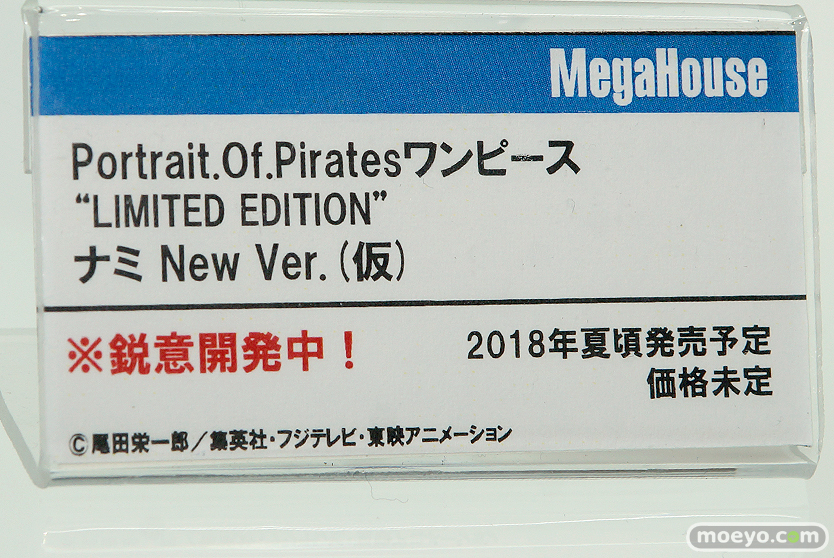 MegaHouse
Portrait.Of.Piratesワンピース
“LIMITED EDITION”
ナミ New Ver.(仮)
※鋭意開発中！
2018年夏頃発売予定
価格未定
©尾田栄一郎／集英社・フジテレビ・東映アニメーション
moeyo.com